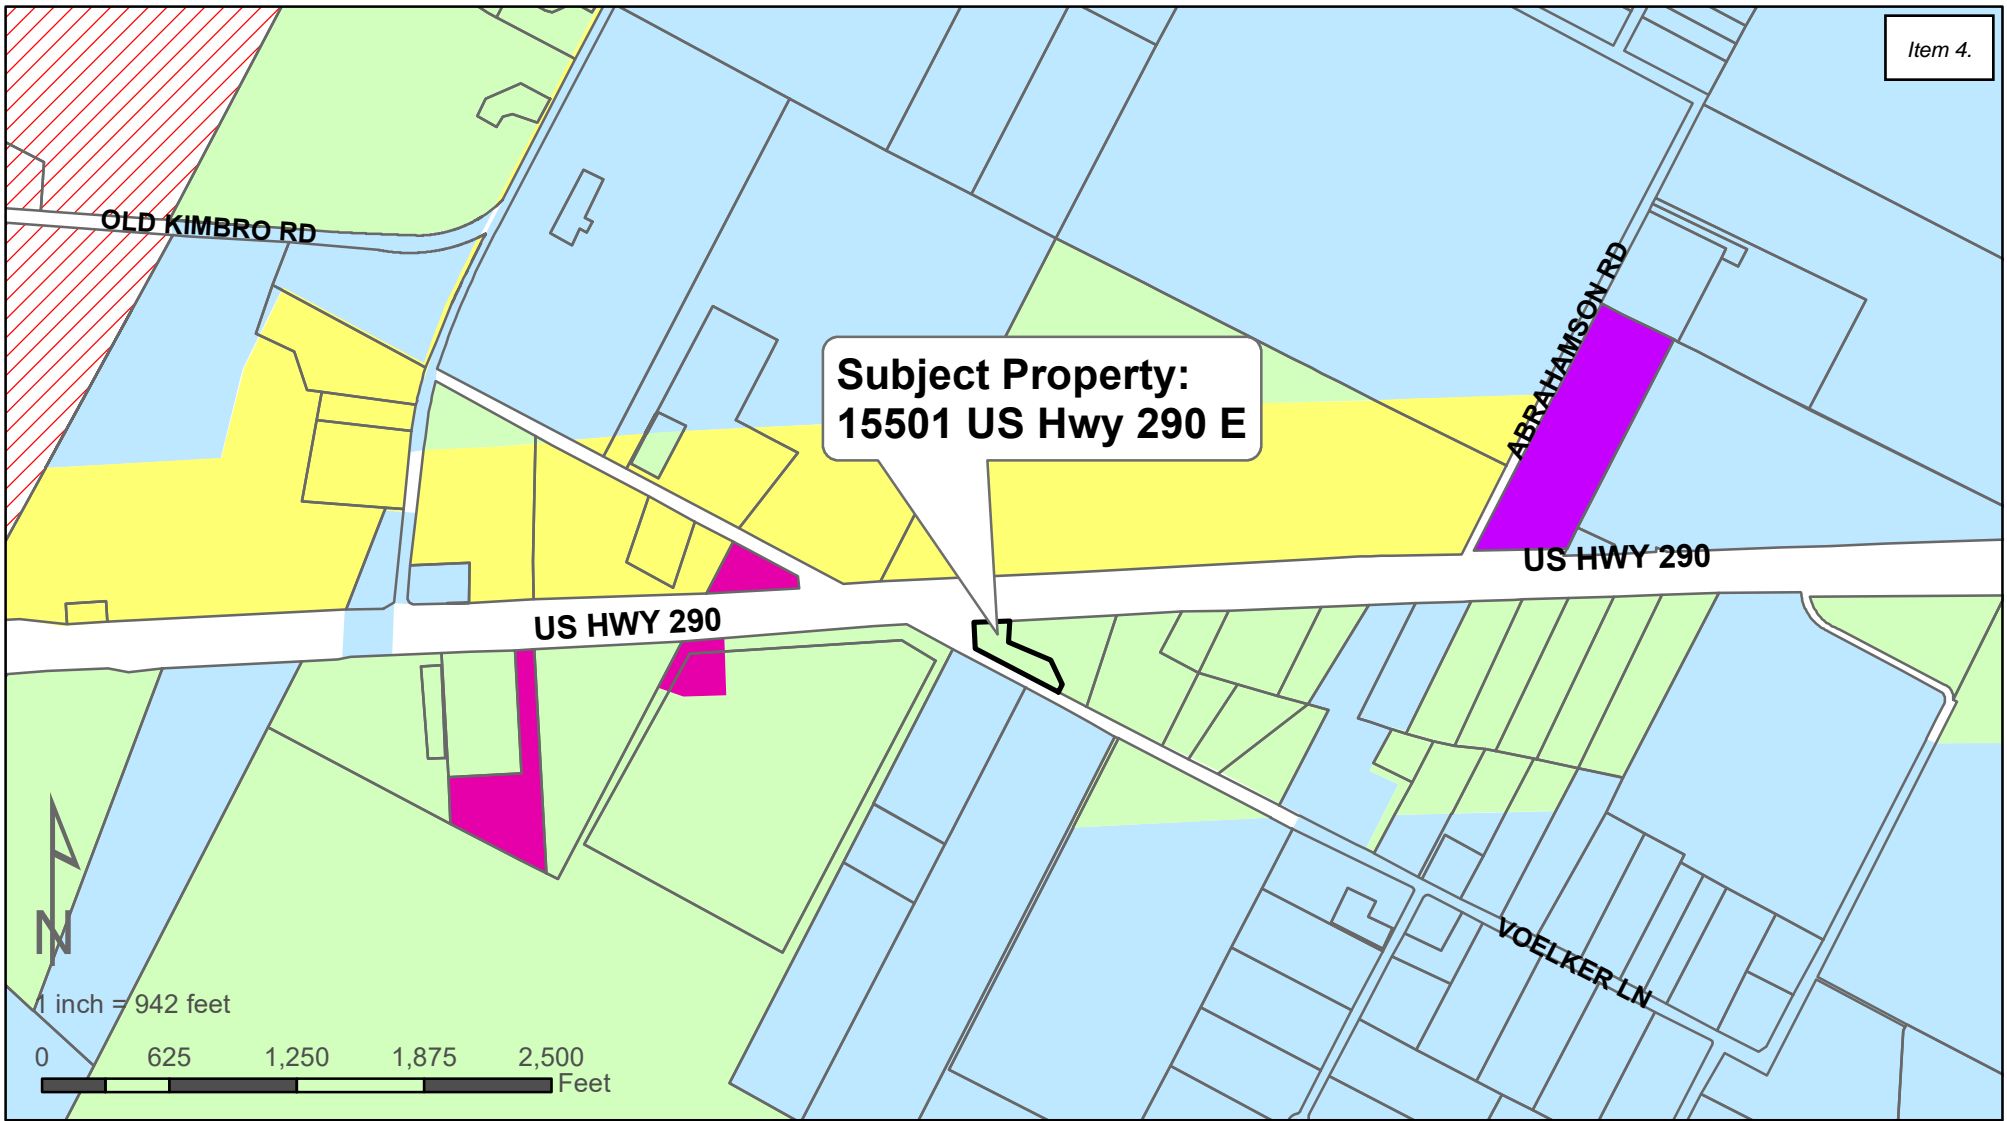 Item 4.
OLD KIMBRO RD
ABRAHAMSON RD
Subject Property:
15501 US Hwy 290 E
US HWY 290
US HWY 290
VOELKER LN
N
1 inch = 942 feet
0 625 1,250 1,875 2,500
Feet